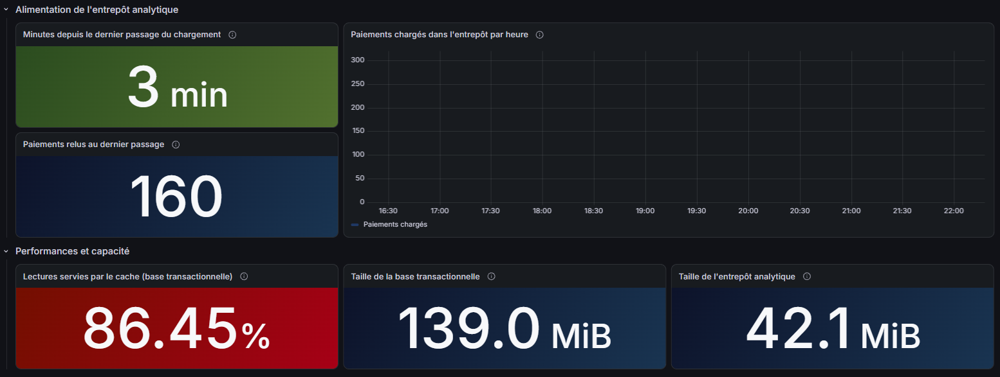 Alimentation de l'entrepôt analytique
Minutes depuis le dernier passage du chargement
3 min
Paiements relus au dernier passage
160
Paiements chargés dans l'entrepôt par heure
300
250
200
150
100
50
0
16:30 17:00 17:30 18:00 18:30 19:00 19:30 20:00 20:30 21:00 21:30 22:00
Paiements chargés
Performances et capacité
Lectures servies par le cache (base transactionnelle)
86.45%
Taille de la base transactionnelle
139.0 MiB
Taille de l'entrepôt analytique
42.1 MiB